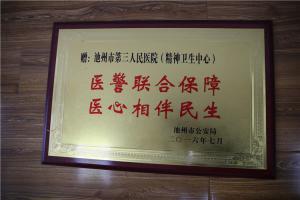 赠：池州市第三人民医院（精神卫生中心）
医警联合保障
医心相伴民生
池州市公安局
二〇一六年七月